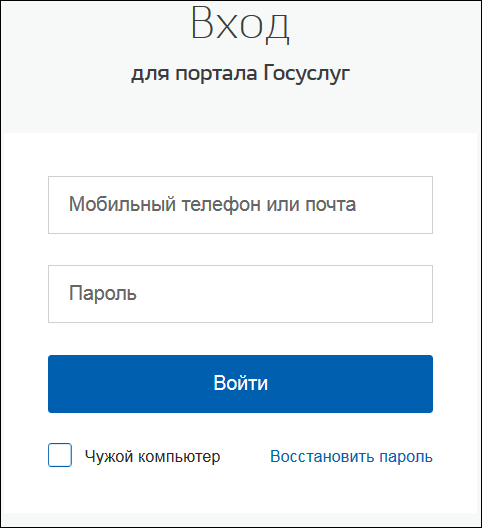 Вход
для портала Госуслуг
Мобильный телефон или почта
Пароль
Войти
Чужой компьютер Восстановить пароль